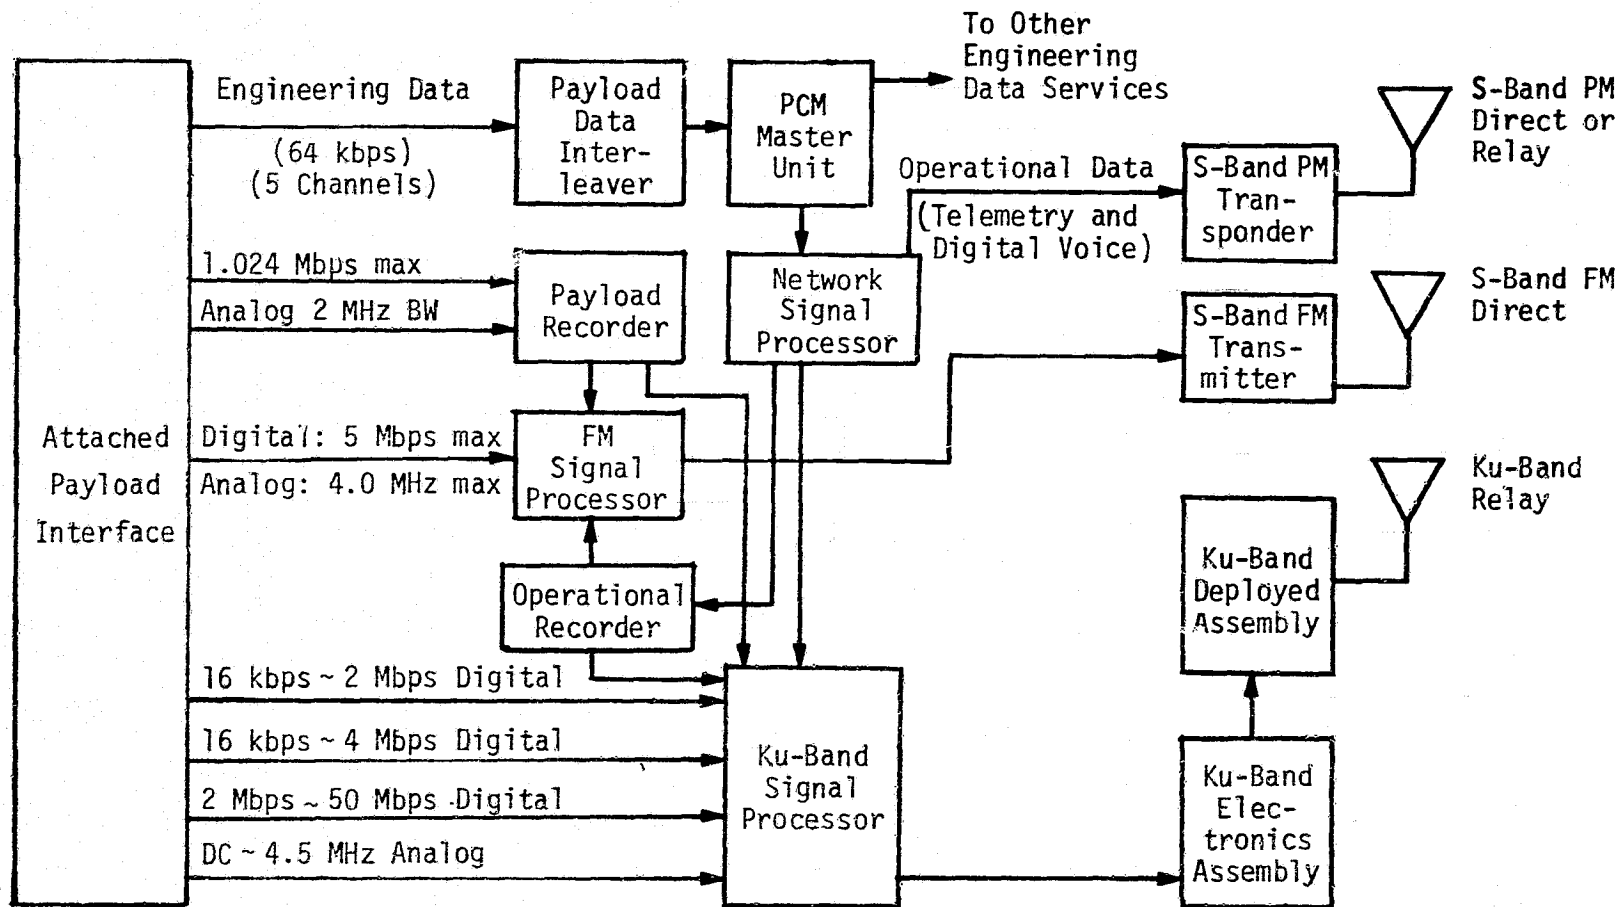 To Other
Engineering
Data Services
Engineering Data
(64 kbps)
(5 Channels)
Payload
Data
Inter-
leaver
PCM
Master
Unit
Operational Data
(Telemetry and
Digital Voice)
S-Band PM
Tran-
sponder
S-Band PM
Direct or
Relay
1.024 Mbps max
Analog 2 MHz BW
Payload
Recorder
Network
Signal
Processor
S-Band FM
Trans-
mitter
S-Band FM
Direct
Attached
Payload
Interface
Digital: 5 Mbps max
Analog: 4.0 MHz max
FM
Signal
Processor
Operational
Recorder
Ku-Band
Relay
Ku-Band
Deployed
Assembly
16 kbps ~ 2 Mbps Digital
16 kbps ~ 4 Mbps Digital
2 Mbps ~ 50 Mbps Digital
DC ~ 4.5 MHz Analog
Ku-Band
Signal
Processor
Ku-Band
Elec-
tronics
Assembly